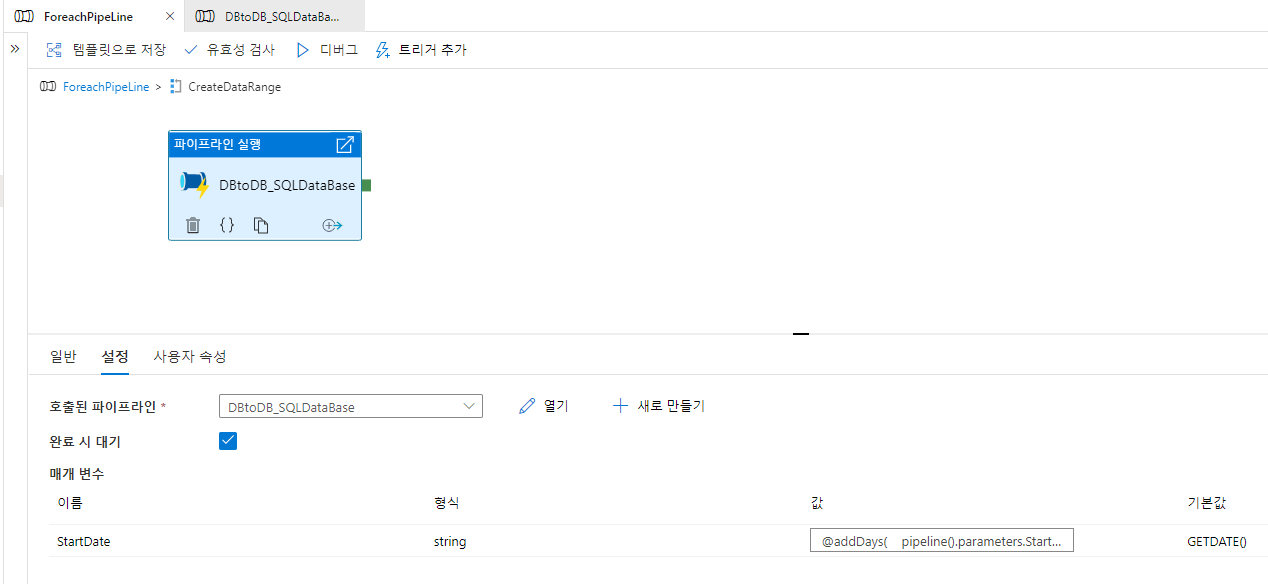 ForeachPipeLine
DBtoDB_SQLDataBa...
템플릿으로 저장 유효성 검사 디버그 트리거 추가
ForeachPipeLine > CreateDataRange
파이프라인 실행
DBtoDB_SQLDataBase
일반 설정 사용자 속성
호출된 파이프라인 * DBtoDB_SQLDataBase 열기 새로 만들기
완료 시 대기
매개 변수
이름 형식 값 기본값
StartDate string @addDays( pipeline().parameters.Start... GETDATE()